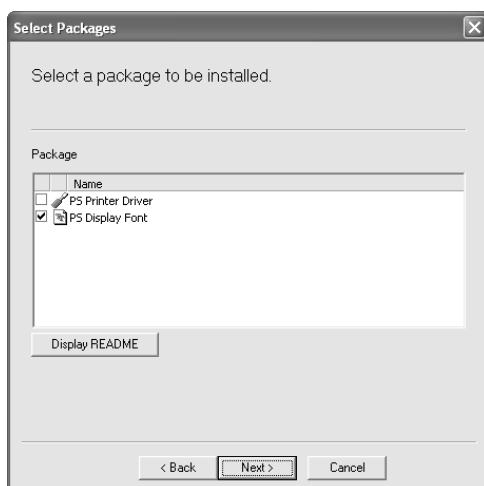 Select Packages
Select a package to be installed.
Package
Name
PS Printer Driver
PS Display Font
Display README
< Back
Next >
Cancel